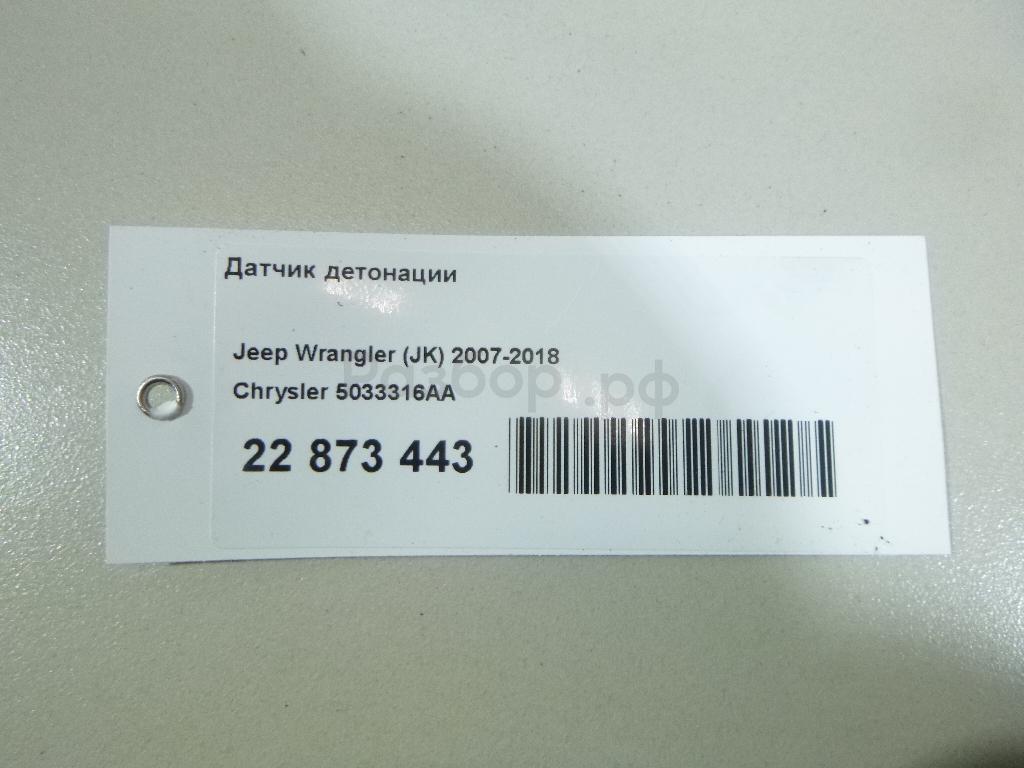 Датчик детонации
Jeep Wrangler (JK) 2007-2018
Разбор.рф
Chrysler 5033316AA
22 873 443